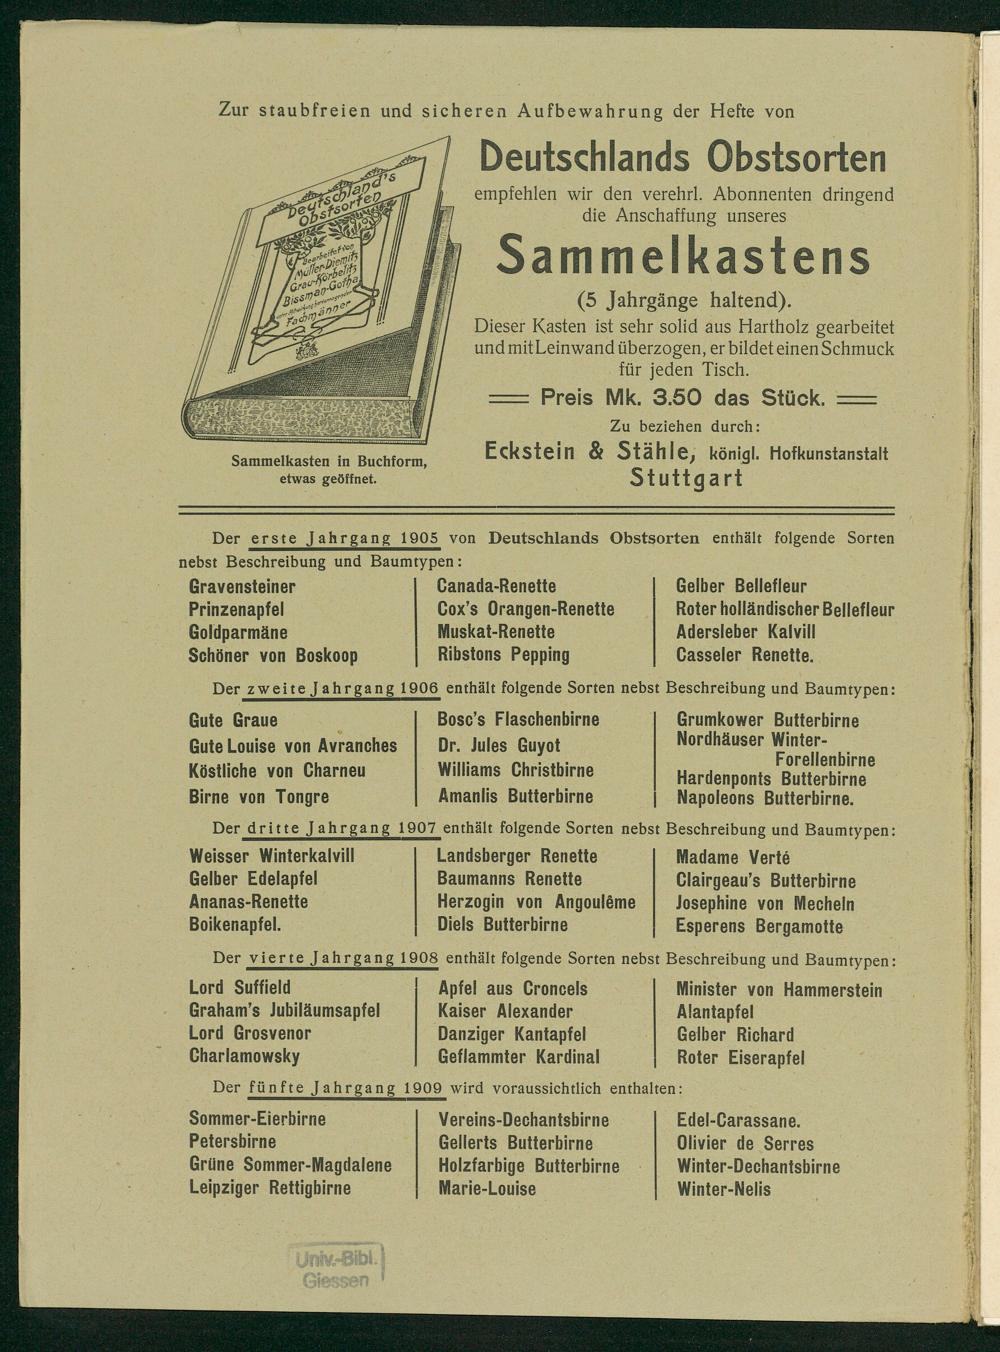 Zur staubfreien und sicheren Aufbewahrung der Hefte von
Deutschland's
Obstsorten
Bearbeitet von
Müller-Diemitz
Grau-Körbelitz
Bissman-Gotha
Fachmänner
Sammelkasten in Buchform,
etwas geöffnet.
Deutschlands Obstsorten
empfehlen wir den verehrl. Abonnenten dringend
die Anschaffung unseres
Sammelkastens
(5 Jahrgänge haltend).
Dieser Kasten ist sehr solid aus Hartholz gearbeitet
und mit Leinwand überzogen, er bildet einen Schmuck
für jeden Tisch.
Preis Mk. 3.50 das Stück.
Zu beziehen durch:
Eckstein & Stähle, königl. Hofkunstanstalt
Stuttgart
Der erste Jahrgang 1905 von Deutschlands Obstsorten enthält folgende Sorten
nebst Beschreibung und Baumtypen:
Gravensteiner
Prinzenapfel
Goldparmäne
Schöner von Boskoop
Canada-Renette
Cox's Orangen-Renette
Muskat-Renette
Ribstons Pepping
Gelber Bellefleur
Roter holländischer Bellefleur
Adersleber Kalvill
Casseler Renette.
Der zweite Jahrgang 1906 enthält folgende Sorten nebst Beschreibung und Baumtypen:
Gute Graue
Gute Louise von Avranches
Köstliche von Charneu
Birne von Tongre
Bosc's Flaschenbirne
Dr. Jules Guyot
Williams Christbirne
Amanlis Butterbirne
Grumkower Butterbirne
Nordhäuser Winter-
Forellenbirne
Hardenponts Butterbirne
Napoleons Butterbirne.
Der dritte Jahrgang 1907 enthält folgende Sorten nebst Beschreibung und Baumtypen:
Weisser Winterkalvill
Gelber Edelapfel
Ananas-Renette
Boikenapfel.
Landsberger Renette
Baumanns Renette
Herzogin von Angoulême
Diels Butterbirne
Madame Verté
Clairgeau's Butterbirne
Josephine von Mecheln
Esperens Bergamotte
Der vierte Jahrgang 1908 enthält folgende Sorten nebst Beschreibung und Baumtypen:
Lord Suffield
Graham's Jubiläumsapfel
Lord Grosvenor
Charlamowsky
Apfel aus Croncels
Kaiser Alexander
Danziger Kantapfel
Geflammter Kardinal
Minister von Hammerstein
Alantapfel
Gelber Richard
Roter Eiserapfel
Der fünfte Jahrgang 1909 wird voraussichtlich enthalten:
Sommer-Eierbirne
Petersbirne
Grüne Sommer-Magdalene
Leipziger Rettigbirne
Vereins-Dechantsbirne
Gellerts Butterbirne
Holzfarbige Butterbirne
Marie-Louise
Edel-Carassane.
Olivier de Serres
Winter-Dechantsbirne
Winter-Nelis
Univ.-Bibl.
Giessen